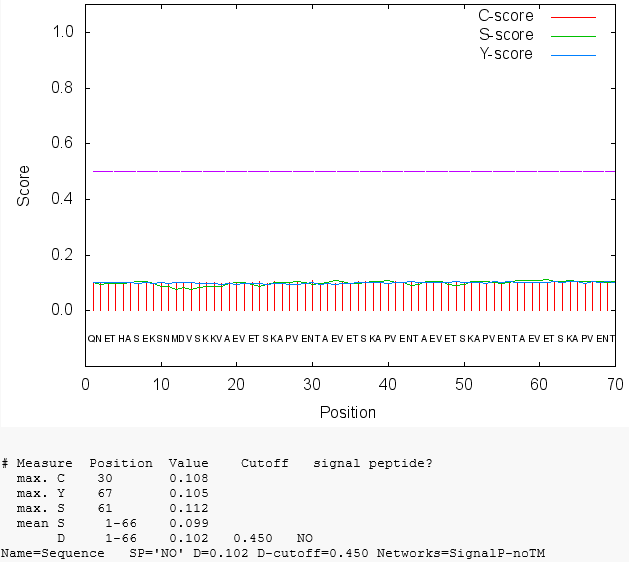 C-score
S-score
Y-score
1.0
0.8
0.6
0.4
0.2
0.0
Score
QNETHASEKSNMDVSKKVAEVETSKAPVENTAEVETSKAPVENTAEVETSKAPVENTAEVETSKAPVENT
0 10 20 30 40 50 60 70
Position
# Measure Position Value Cutoff signal peptide?
max. C 30 0.108
max. Y 67 0.105
max. S 61 0.112
mean S 1-66 0.099
D 1-66 0.102 0.450 NO
Name=Sequence SP='NO' D=0.102 D-cutoff=0.450 Networks=SignalP-noTM